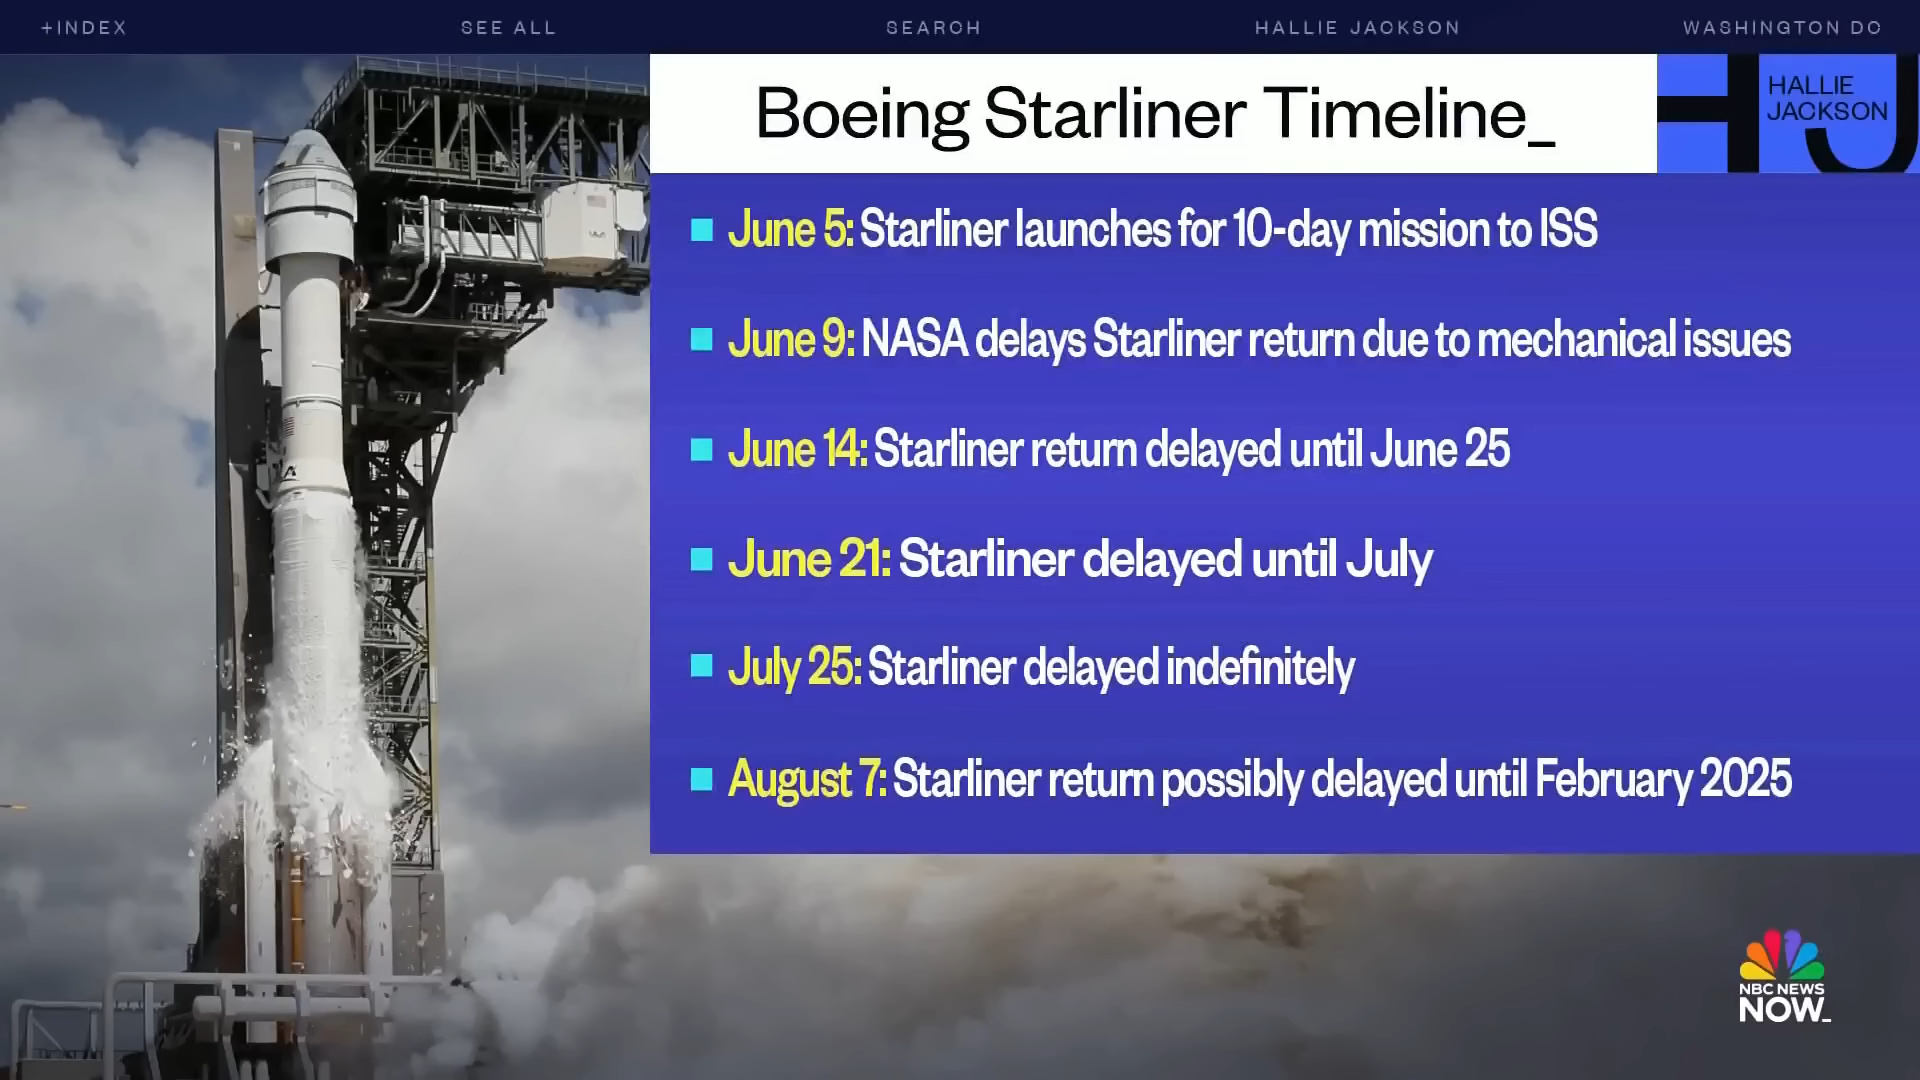 +INDEX
SEE ALL
SEARCH
HALLIE JACKSON
WASHINGTON DC
Boeing Starliner Timeline_
HALLIE
JACKSON
June 5: Starliner launches for 10-day mission to ISS
June 9: NASA delays Starliner return due to mechanical issues
June 14: Starliner return delayed until June 25
June 21: Starliner delayed until July
July 25: Starliner delayed indefinitely
August 7: Starliner return possibly delayed until February 2025
HJ
NBC NEWS
NOW_